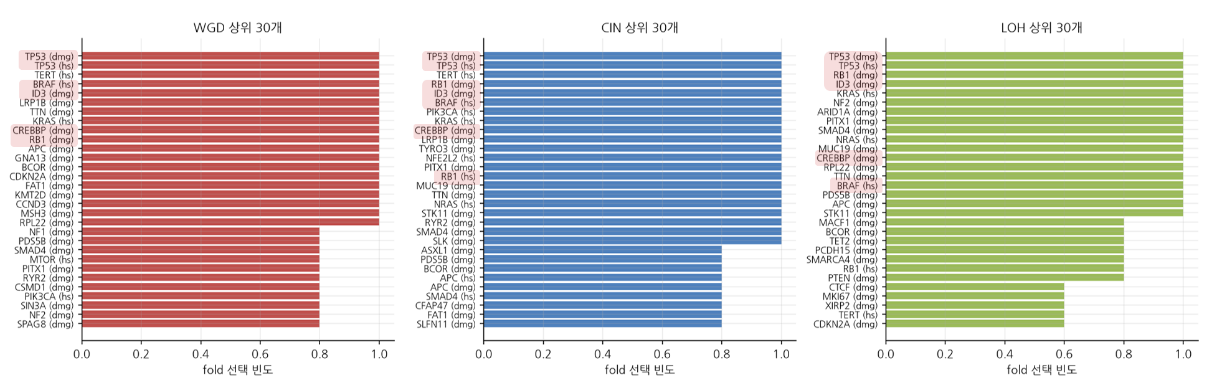 WGD 상위 30개
TP53 (dmg)
TP53 (hs)
TERT (hs)
BRAF (hs)
ID3 (dmg)
LRP1B (dmg)
TTN (dmg)
KRAS (hs)
CREBBP (dmg)
RB1 (dmg)
APC (dmg)
GNA13 (dmg)
BCOR (dmg)
CDKN2A (dmg)
FAT1 (dmg)
KMT2D (dmg)
CCND3 (dmg)
MSH3 (dmg)
RPL22 (dmg)
NF1 (dmg)
PDS5B (dmg)
SMAD4 (dmg)
MTOR (hs)
PITX1 (dmg)
RYR2 (dmg)
CSMD1 (dmg)
PIK3CA (hs)
SIN3A (dmg)
NF2 (dmg)
SPAG8 (dmg)
0.0 0.2 0.4 0.6 0.8 1.0
fold 선택 빈도
CIN 상위 30개
TP53 (dmg)
TP53 (hs)
TERT (hs)
RB1 (dmg)
ID3 (dmg)
BRAF (hs)
PIK3CA (hs)
KRAS (hs)
CREBBP (dmg)
LRP1B (dmg)
TYRO3 (dmg)
NFE2L2 (hs)
PITX1 (dmg)
RB1 (hs)
MUC19 (dmg)
TTN (dmg)
NRAS (hs)
STK11 (dmg)
RYR2 (dmg)
SMAD4 (dmg)
SLK (dmg)
ASXL1 (dmg)
PDS5B (dmg)
BCOR (dmg)
APC (hs)
APC (dmg)
SMAD4 (hs)
CFAP47 (dmg)
FAT1 (dmg)
SLFN11 (dmg)
0.0 0.2 0.4 0.6 0.8 1.0
fold 선택 빈도
LOH 상위 30개
TP53 (dmg)
TP53 (hs)
RB1 (dmg)
ID3 (dmg)
KRAS (hs)
NF2 (dmg)
ARID1A (dmg)
PITX1 (dmg)
SMAD4 (dmg)
NRAS (hs)
MUC19 (dmg)
CREBBP (dmg)
RPL22 (dmg)
TTN (dmg)
BRAF (hs)
PDS5B (dmg)
APC (dmg)
STK11 (dmg)
MACF1 (dmg)
BCOR (dmg)
TET2 (dmg)
PCDH15 (dmg)
SMARCA4 (dmg)
RB1 (hs)
PTEN (dmg)
CTCF (dmg)
MKI67 (dmg)
XIRP2 (dmg)
TERT (hs)
CDKN2A (dmg)
0.0 0.2 0.4 0.6 0.8 1.0
fold 선택 빈도